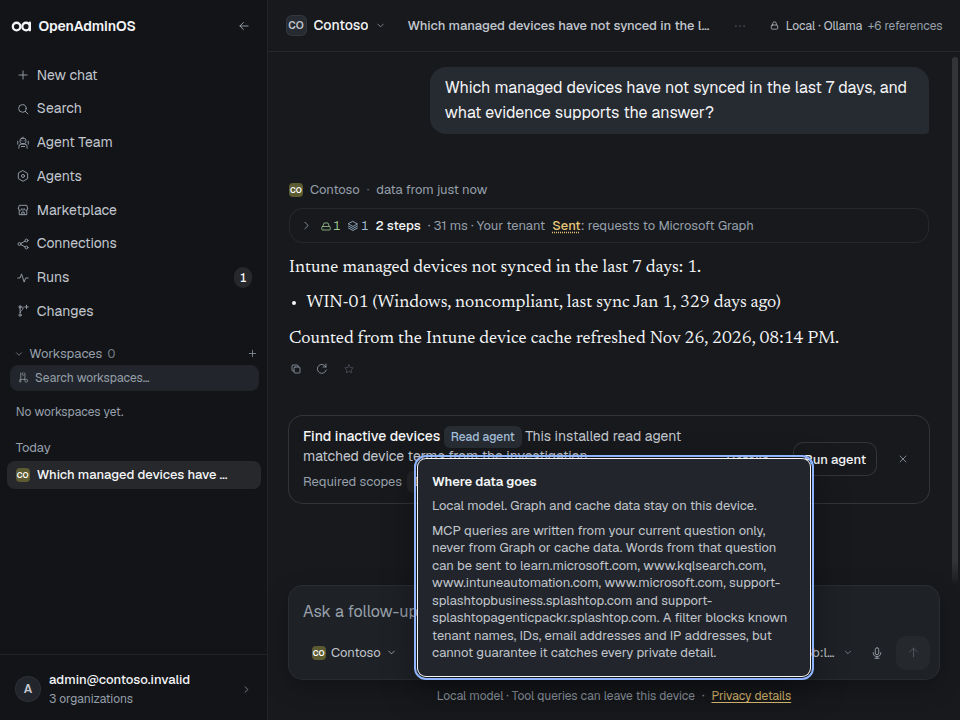 OpenAdminOS
New chat
Search
Agent Team
Agents
Marketplace
Connections
Runs 1
Changes
Workspaces 0
Search workspaces...
No workspaces yet.
Today
CO Which managed devices have ...
A admin@contoso.invalid
3 organizations
CO Contoso Which managed devices have not synced in the l... Local · Ollama +6 references
Which managed devices have not synced in the last 7 days, and
what evidence supports the answer?
CO Contoso · data from just now
1 1 2 steps · 31 ms · Your tenant Sent: requests to Microsoft Graph
Intune managed devices not synced in the last 7 days: 1.
• WIN-01 (Windows, noncompliant, last sync Jan 1, 329 days ago)
Counted from the Intune device cache refreshed Nov 26, 2026, 08:14 PM.
Find inactive devices Read agent This installed read agent
matched device terms from the investigation.
Run agent
Required scopes
Where data goes
Local model. Graph and cache data stay on this device.
MCP queries are written from your current question only,
never from Graph or cache data. Words from that question
can be sent to learn.microsoft.com, www.kqlsearch.com,
www.intuneautomation.com, www.microsoft.com, support-
splashtopbusiness.splashtop.com and support-
splashtopagenticpackr.splashtop.com. A filter blocks known
tenant names, IDs, email addresses and IP addresses, but
cannot guarantee it catches every private detail.
Ask a follow-up
CO Contoso
Local model · Tool queries can leave this device · Privacy details